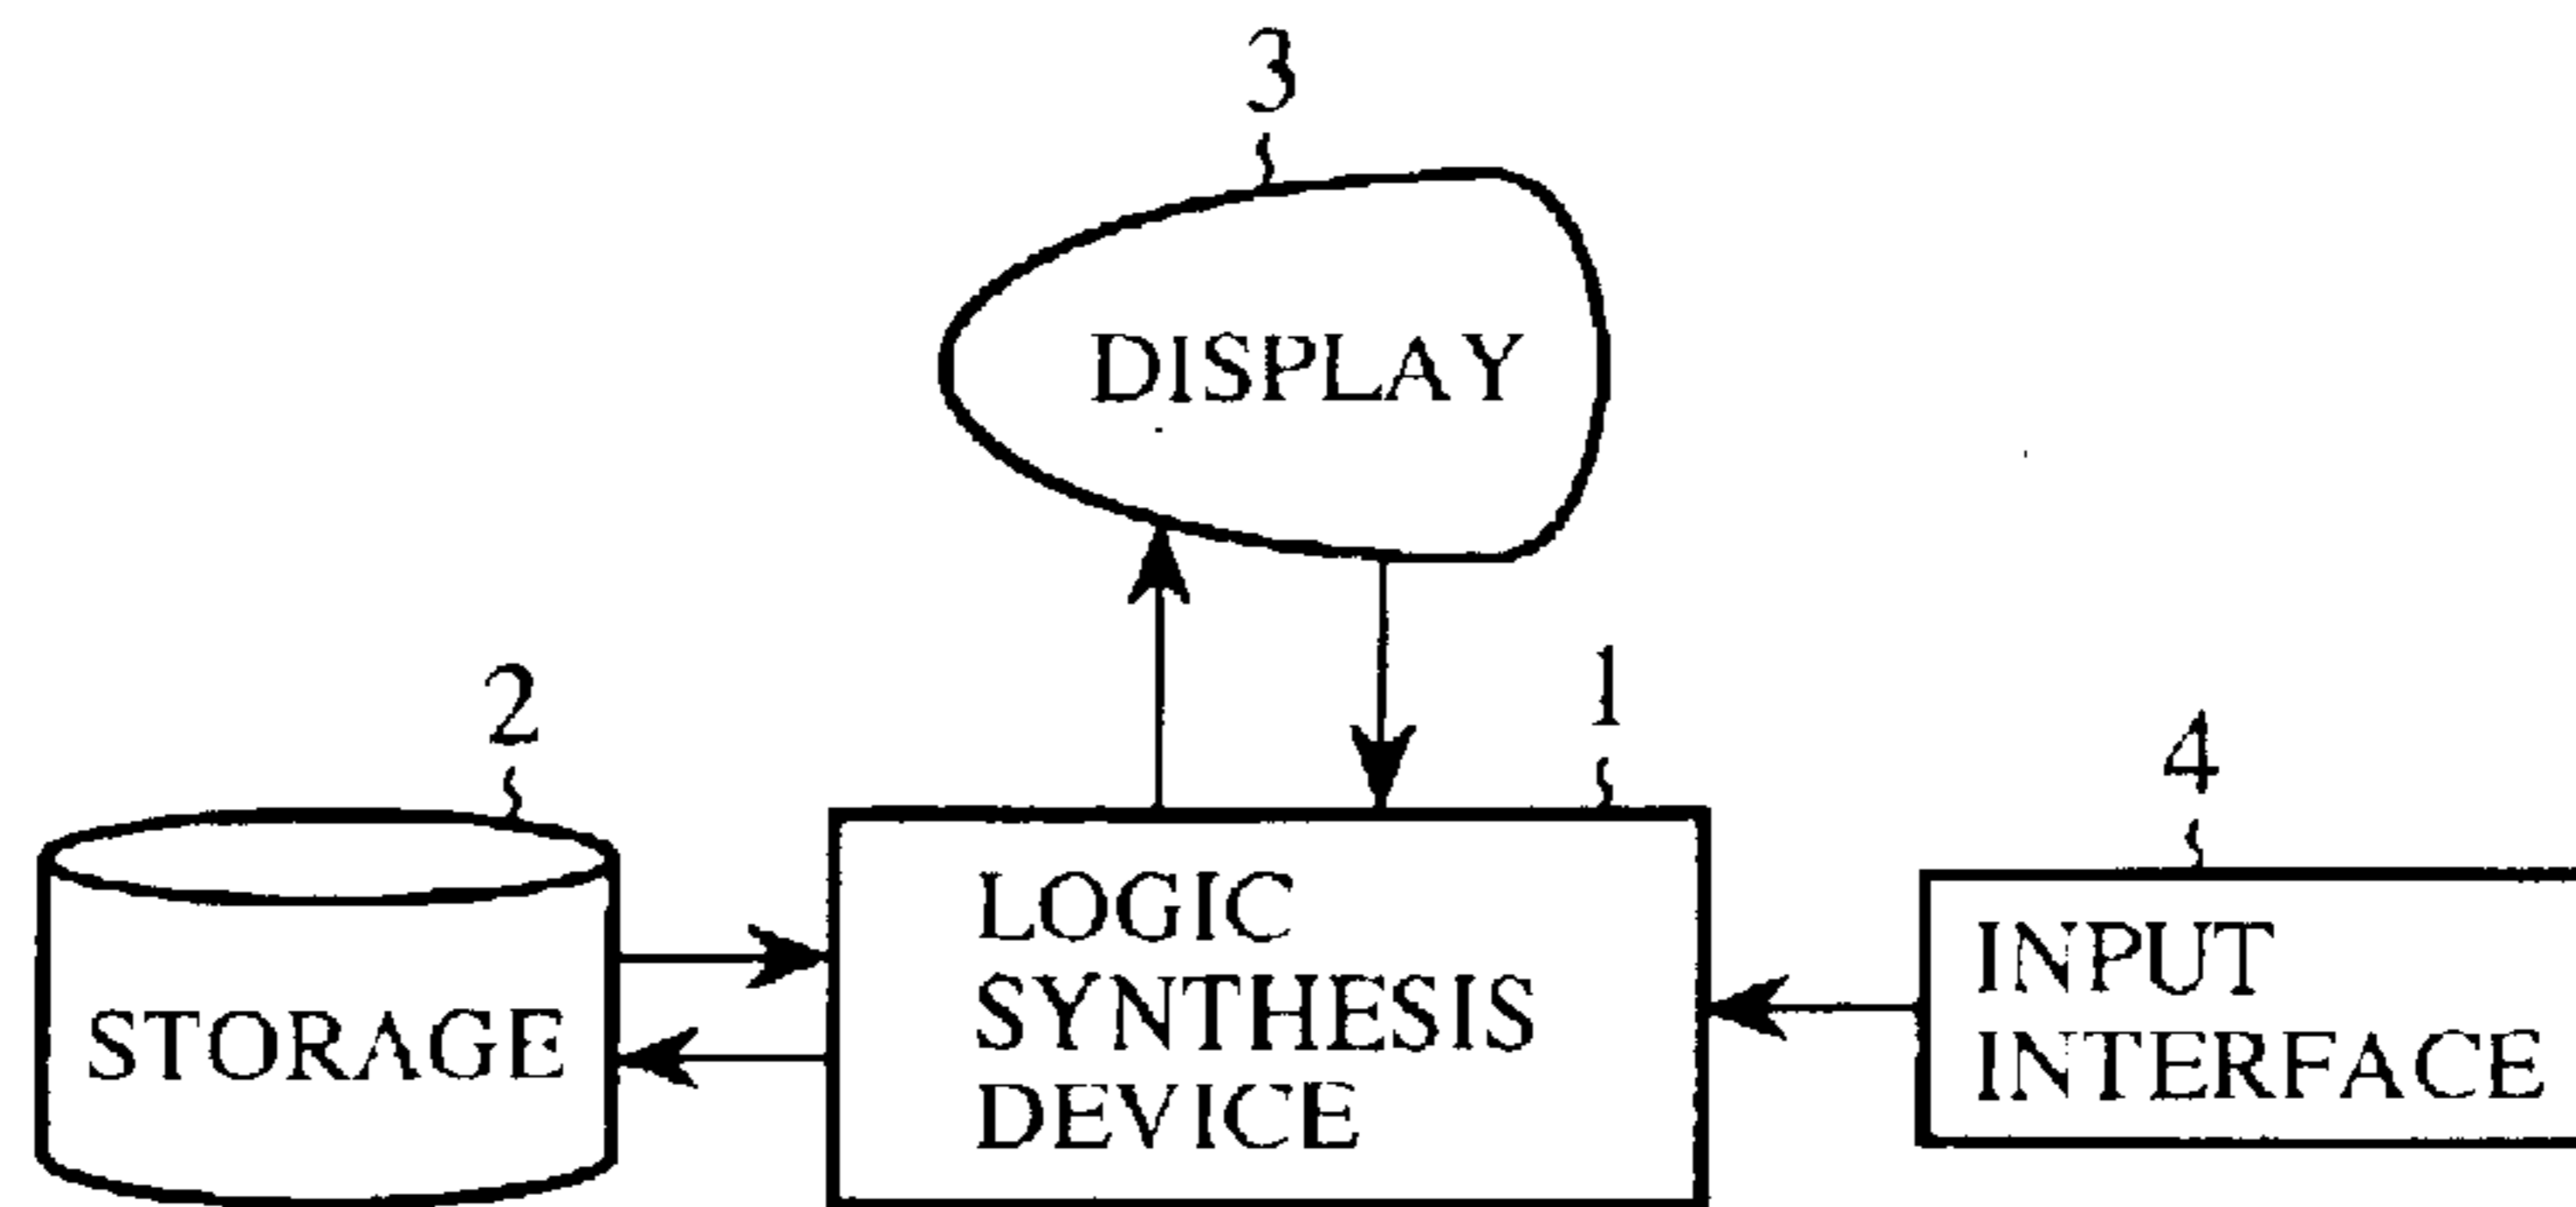 3
DISPLAY
2
1
4
STORAGE
LOGIC
SYNTHESIS
DEVICE
INPUT
INTERFACE